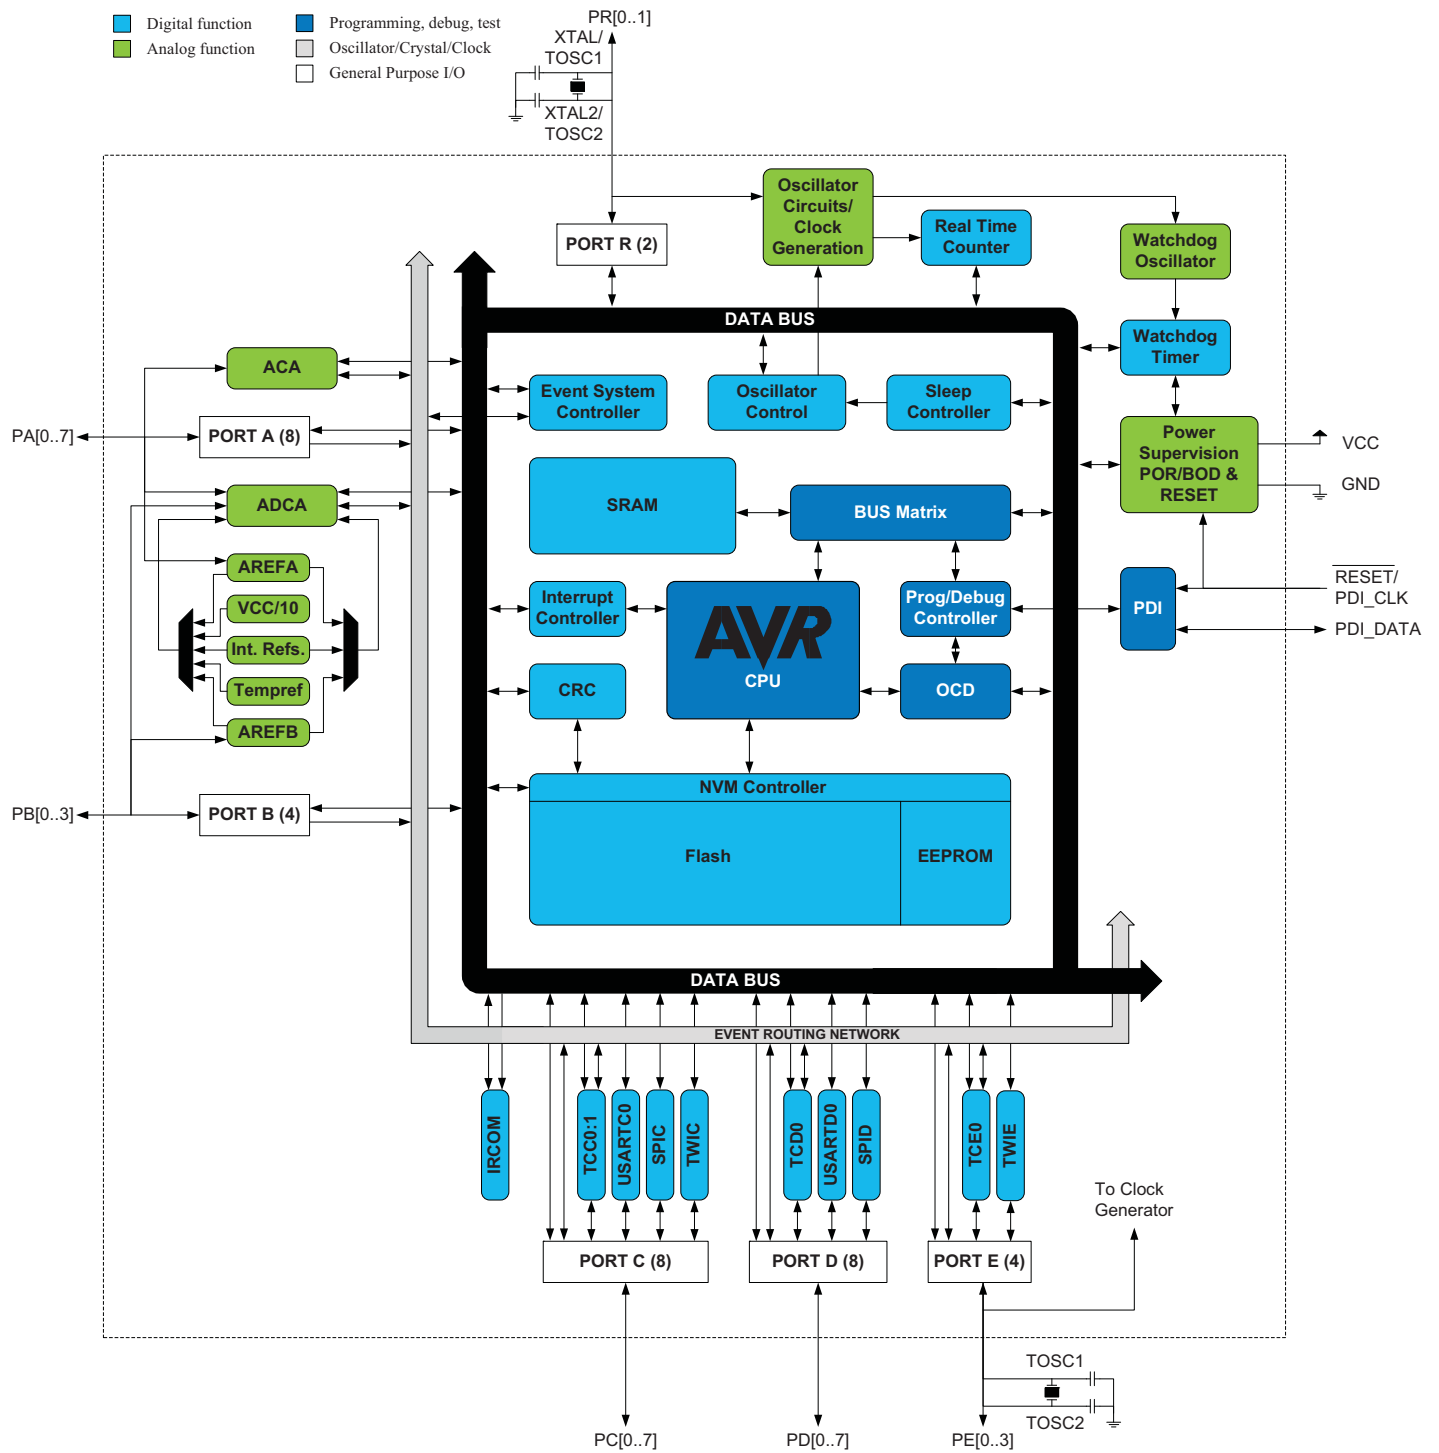 Digital function
Analog function
Programming, debug, test
Oscillator/Crystal/Clock
General Purpose I/O
PR[0..1]
XTAL/
TOSC1
XTAL2/
TOSC2
Oscillator
Circuits/
Clock
Generation
Real Time
Counter
Watchdog
Oscillator
PORT R (2)
DATA BUS
Watchdog
Timer
ACA
Event System
Controller
Oscillator
Control
Sleep
Controller
PA[0..7]
PORT A (8)
Power
Supervision
POR/BOD &
RESET
VCC
GND
ADCA
SRAM
BUS Matrix
AREFA
VCC/10
Int. Refs.
Tempref
AREFB
Interrupt
Controller
AVR
CPU
Prog/Debug
Controller
PDI
RESET/
PDI_CLK
PDI_DATA
CRC
OCD
NVM Controller
Flash
EEPROM
PB[0..3]
PORT B (4)
DATA BUS
EVENT ROUTING NETWORK
IRCOM
TCC0:1
USARTC0
SPIC
TWIC
TCD0
USARTD0
SPID
TCE0
TWIE
To Clock
Generator
PORT C (8)
PORT D (8)
PORT E (4)
TOSC1
TOSC2
PC[0..7]
PD[0..7]
PE[0..3]